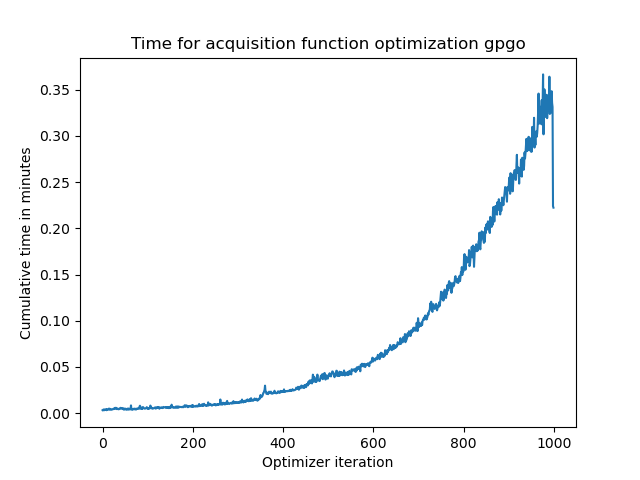 Time for acquisition function optimization gpgo
0.35
0.30
0.25
0.20
0.15
0.10
0.05
0.00
Cumulative time in minutes
0 200 400 600 800 1000
Optimizer iteration